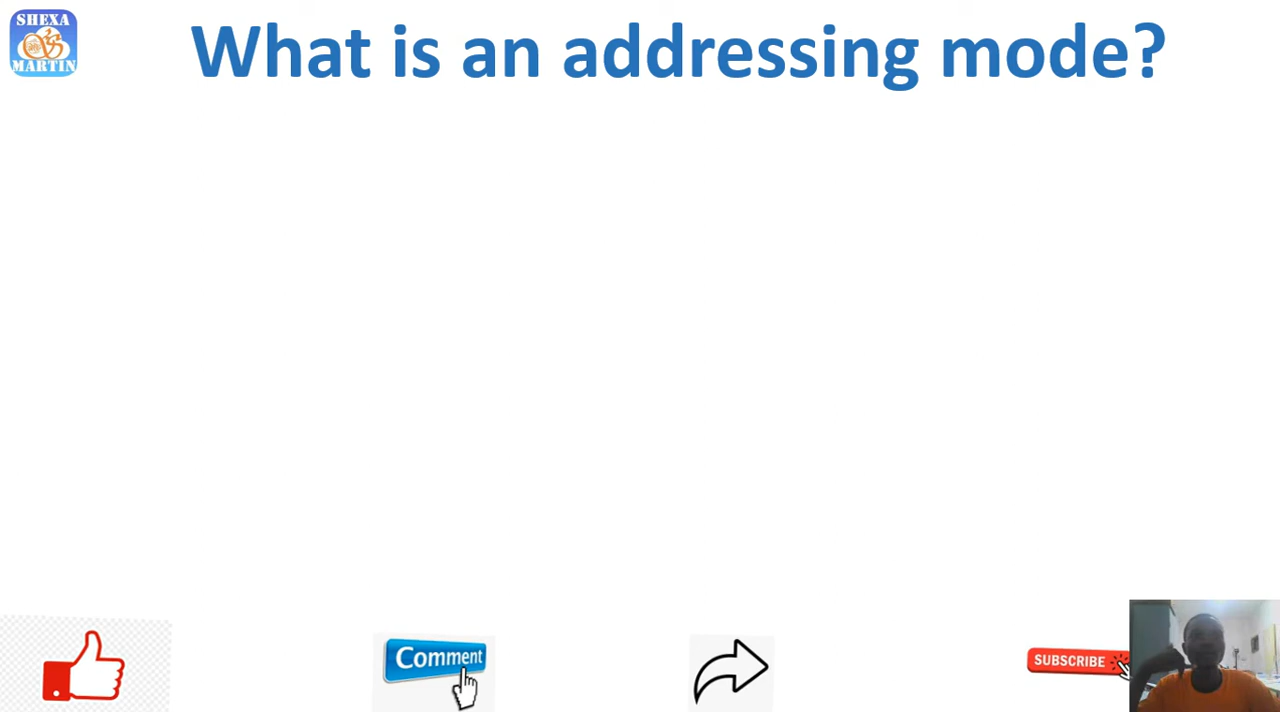 SHEXA
MARTIN
What is an addressing mode?
Comment
SUBSCRIBE